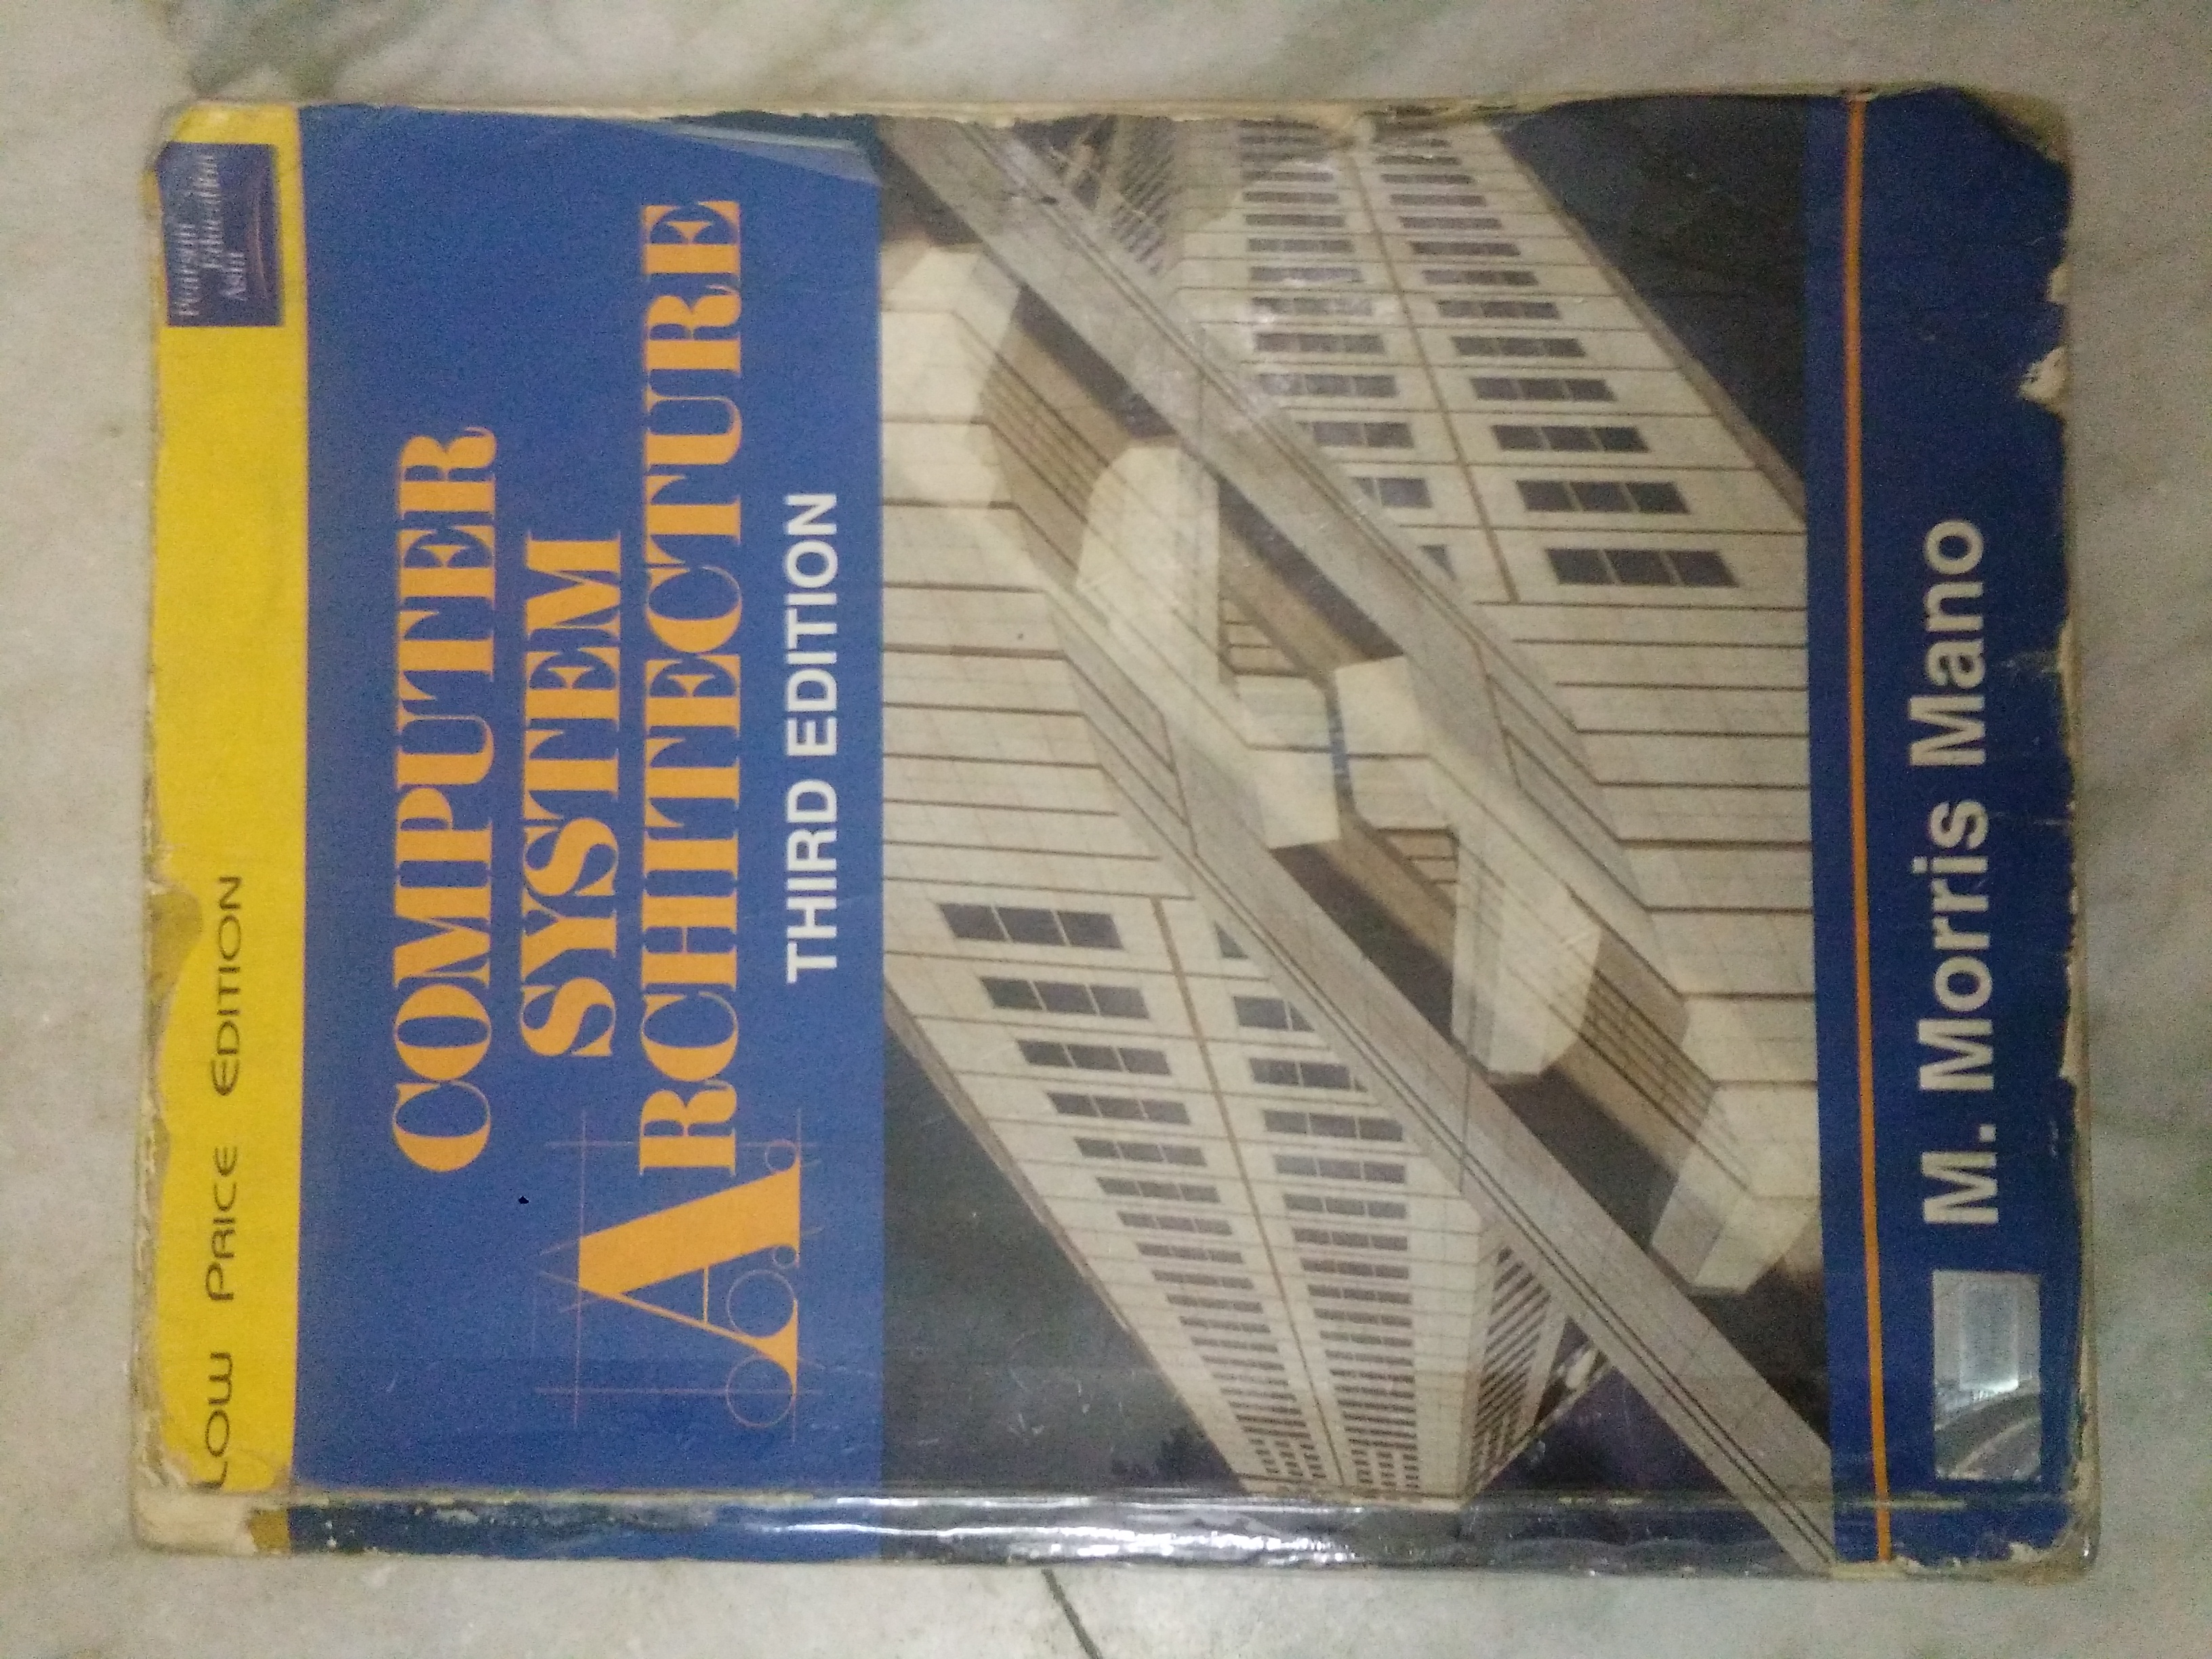 LOW PRICE EDITION
Pearson
Education
Asia
COMPUTER
SYSTEM
ARCHITECTURE
THIRD EDITION
M. Morris Mano